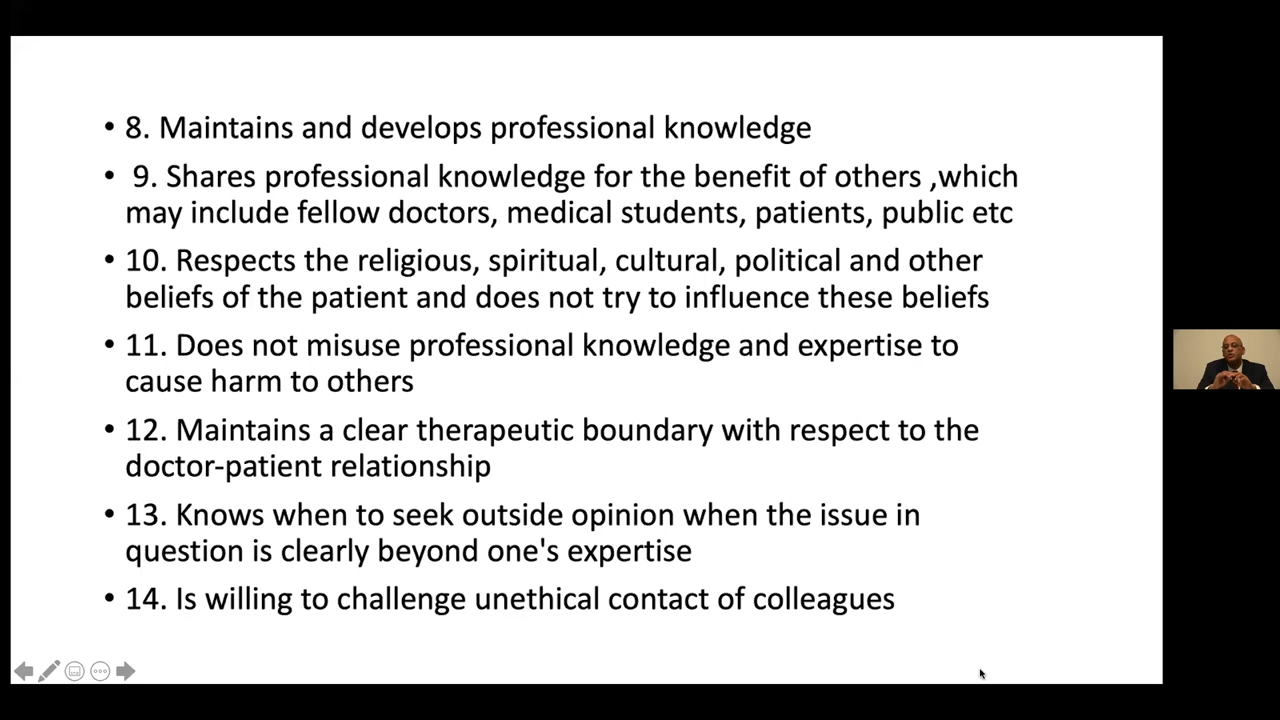 • 8. Maintains and develops professional knowledge
• 9. Shares professional knowledge for the benefit of others ,which
may include fellow doctors, medical students, patients, public etc
• 10. Respects the religious, spiritual, cultural, political and other
beliefs of the patient and does not try to influence these beliefs
• 11. Does not misuse professional knowledge and expertise to
cause harm to others
• 12. Maintains a clear therapeutic boundary with respect to the
doctor-patient relationship
• 13. Knows when to seek outside opinion when the issue in
question is clearly beyond one's expertise
• 14. Is willing to challenge unethical contact of colleagues